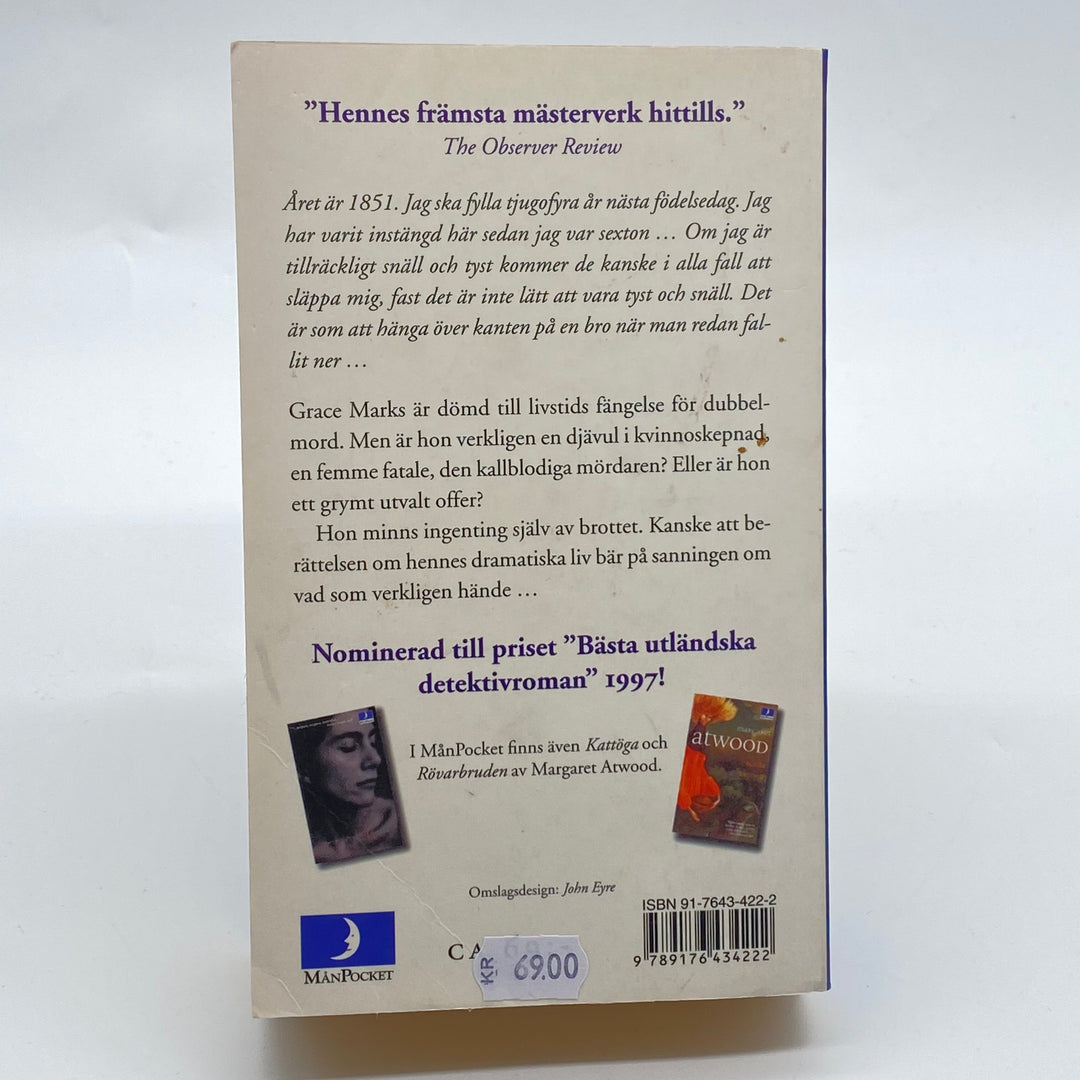 ”Hennes främsta mästerverk hittills.”
The Observer Review
Året är 1851. Jag ska fylla tjugofyra år nästa födelsedag. Jag
har varit instängd här sedan jag var sexton … Om jag är
tillräckligt snäll och tyst kommer de kanske i alla fall att
släppa mig, fast det är inte lätt att vara tyst och snäll. Det
är som att hänga över kanten på en bro när man redan fal-
lit ner …
Grace Marks är dömd till livstids fängelse för dubbel-
mord. Men är hon verkligen en djävul i kvinnoskepnad,
en femme fatale, den kallblodiga mördaren? Eller är hon
ett grymt utvalt offer?
Hon minns ingenting själv av brottet. Kanske att be-
rättelsen om hennes dramatiska liv bär på sanningen om
vad som verkligen hände …
Nominerad till priset ”Bästa utländska
detektivroman” 1997!
I MånPocket finns även Kattöga och
Rövarbruden av Margaret Atwood.
margaret
atwood
Omslagsdesign: John Eyre
ISBN 91-7643-422-2
9 789176 434222
MånPocket
CA
KR 69.00